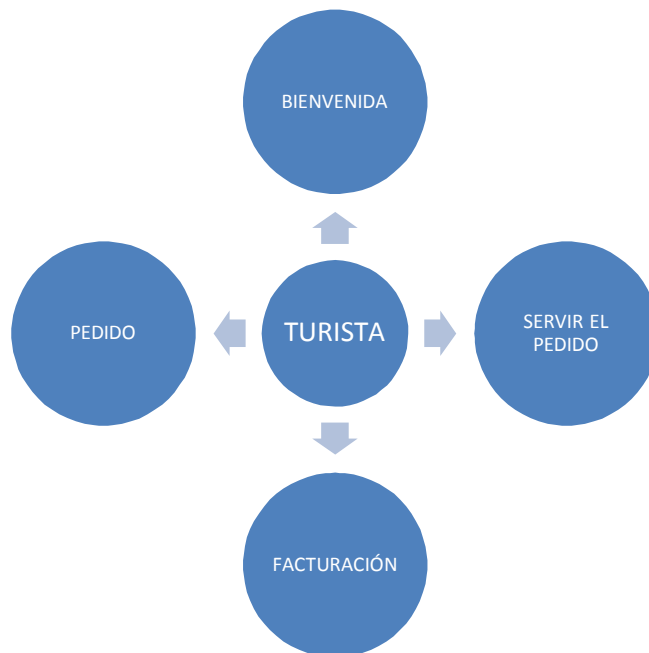 BIENVENIDA
PEDIDO
TURISTA
SERVIR EL
PEDIDO
FACTURACIÓN